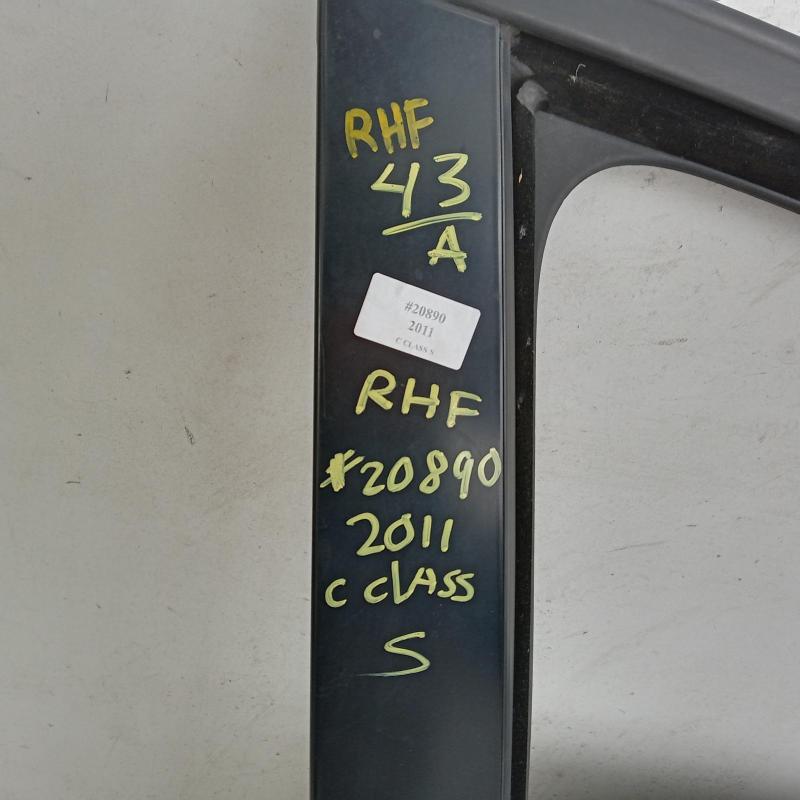 RHF
43
A
#20890
2011
C CLASS S
RHF
#20890
2011
C CLASS
S